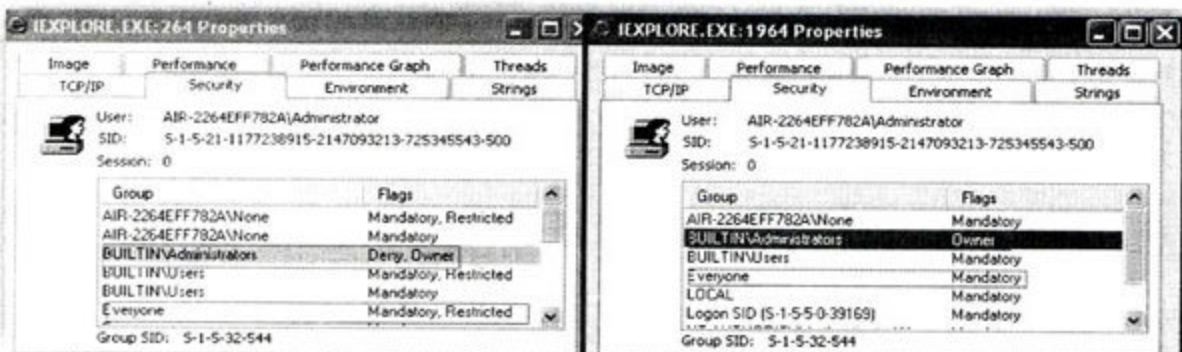 IEXPLORE.EXE:264 Properties
Image Performance Performance Graph Threads
TCP/IP Security Environment Strings
User: AIR-2264EFF782A\Administrator
SID: S-1-5-21-1177238915-2147093213-725345543-500
Session: 0
Group Flags
AIR-2264EFF782A\None Mandatory, Restricted
AIR-2264EFF782A\None Mandatory
BUILTIN\Administrators Deny, Owner
BUILTIN\Users Mandatory, Restricted
BUILTIN\Users Mandatory
Everyone Mandatory, Restricted
Group SID: S-1-5-32-544
IEXPLORE.EXE:1964 Properties
Image Performance Performance Graph Threads
TCP/IP Security Environment Strings
User: AIR-2264EFF782A\Administrator
SID: S-1-5-21-1177238915-2147093213-725345543-500
Session: 0
Group Flags
AIR-2264EFF782A\None Mandatory
BUILTIN\Administrators Owner
BUILTIN\Users Mandatory
Everyone Mandatory
LOCAL Mandatory
Logon SID (S-1-5-5-0-39169) Mandatory
Group SID: S-1-5-32-544